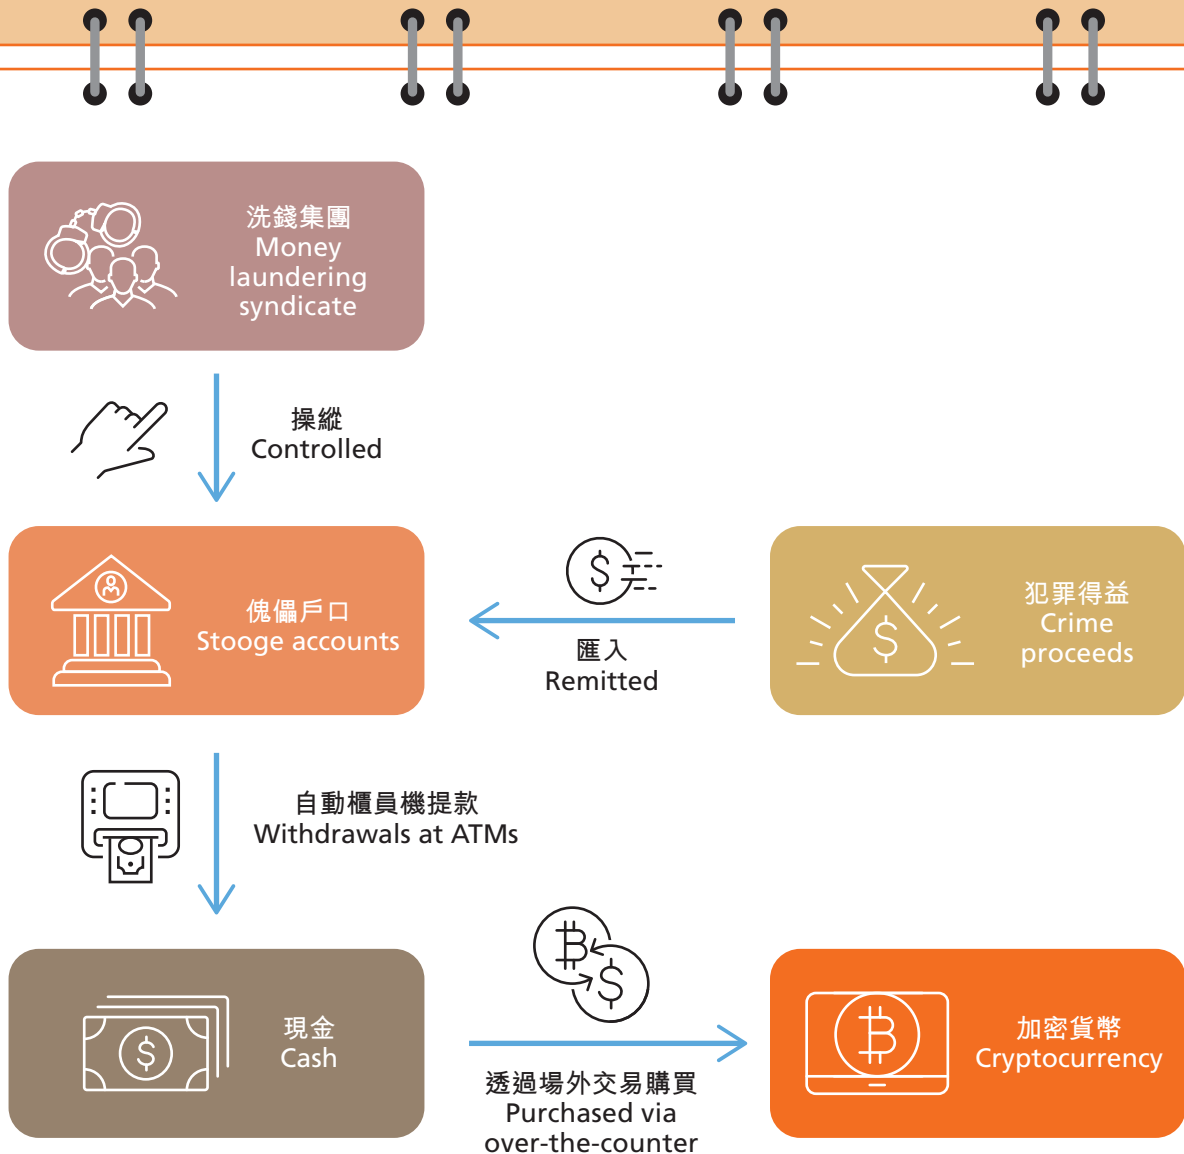 洗錢集團
Money
laundering
syndicate
操縱
Controlled
傀儡戶口
Stooge accounts
匯入
Remitted
犯罪得益
Crime
proceeds
自動櫃員機提款
Withdrawals at ATMs
現金
Cash
透過場外交易購買
Purchased via
over-the-counter
加密貨幣
Cryptocurrency